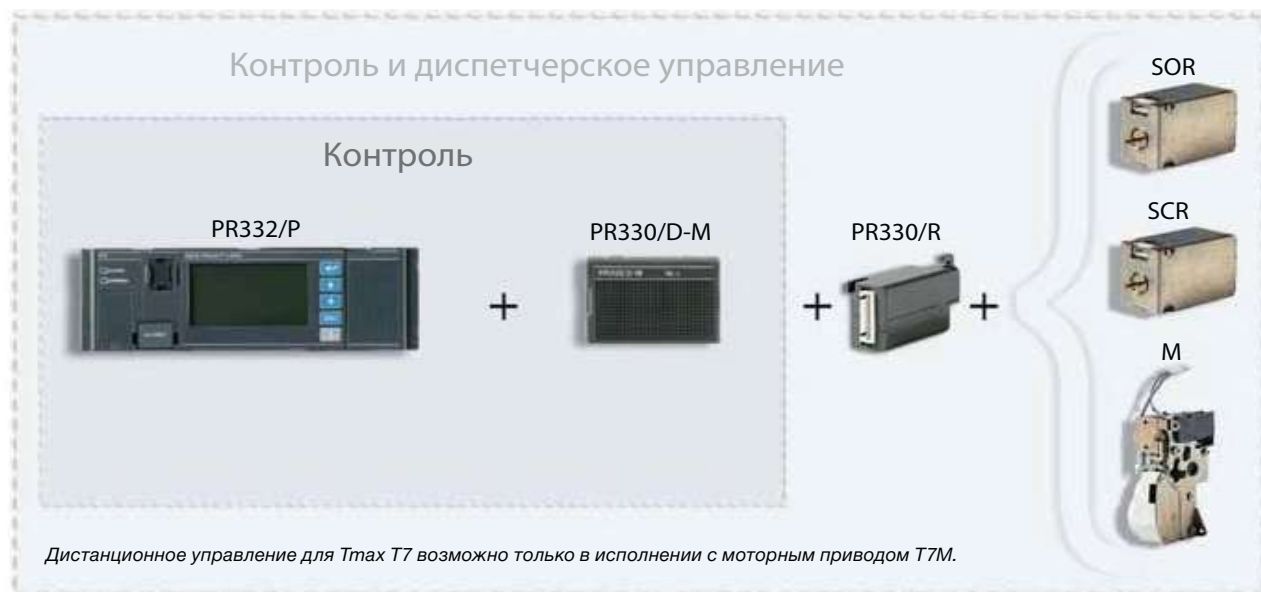 Контроль и диспетчерское управление
SOR
Контроль
SCR
PR332/P
PR330/D-M
PR330/R
M
Дистанционное управление для Tmax T7 возможно только в исполнении с моторным приводом T7M.